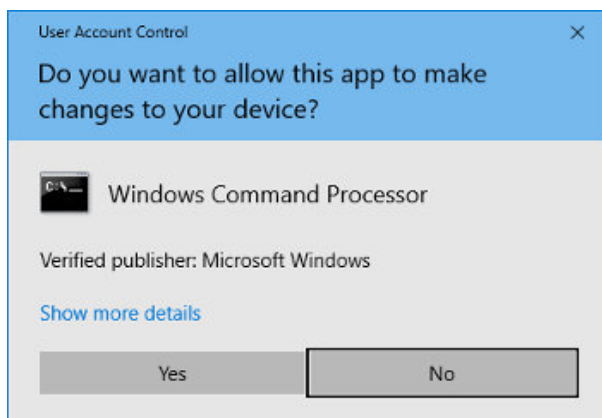 User Account Control
Do you want to allow this app to make
changes to your device?
C:\_
Windows Command Processor
Verified publisher: Microsoft Windows
Show more details
Yes
No